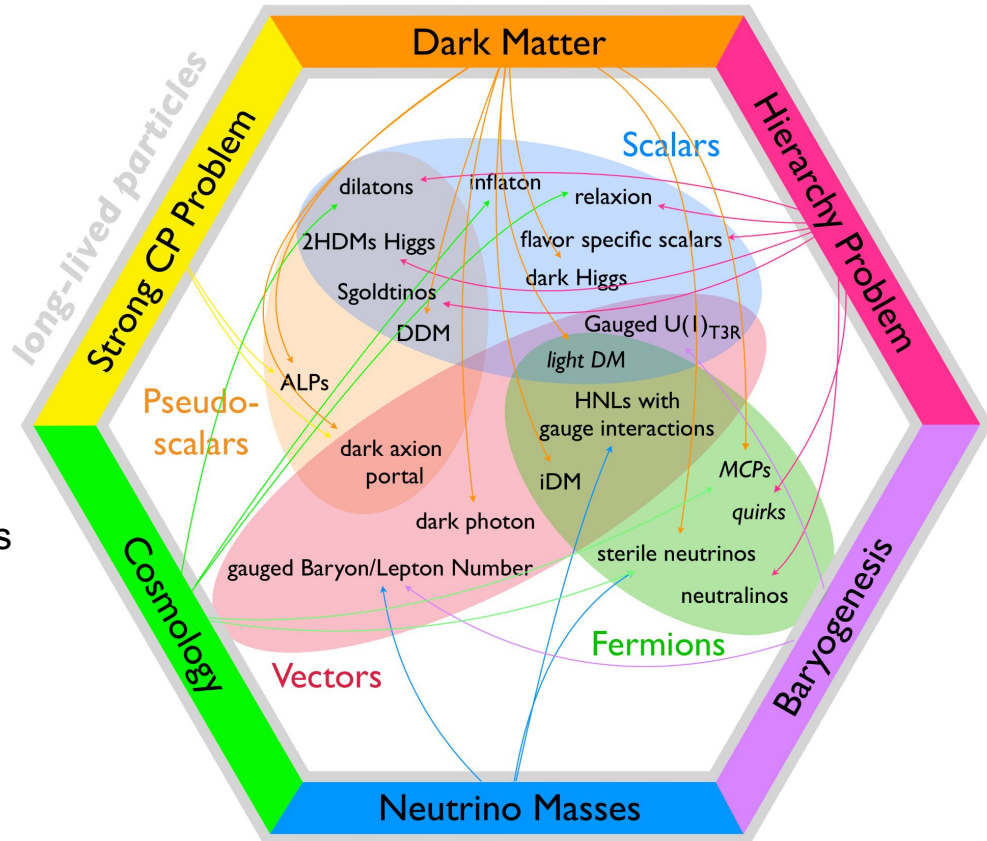 Dark Matter
long-lived particles
Strong CP Problem
Hierarchy Problem
Scalars
dilatons
inflaton
relaxion
2HDMs Higgs
flavor specific scalars
dark Higgs
Sgoldtinos
DDM
Gauged U(1)T3R
light DM
ALPs
Pseudo-
scalars
HNLs with
gauge interactions
dark axion
portal
iDM
MCPs
quirks
dark photon
s
sterile neutrinos
gauged Baryon/Lepton Number
neutralinos
Fermions
Vectors
Cosmology
Baryogenesis
Neutrino Masses